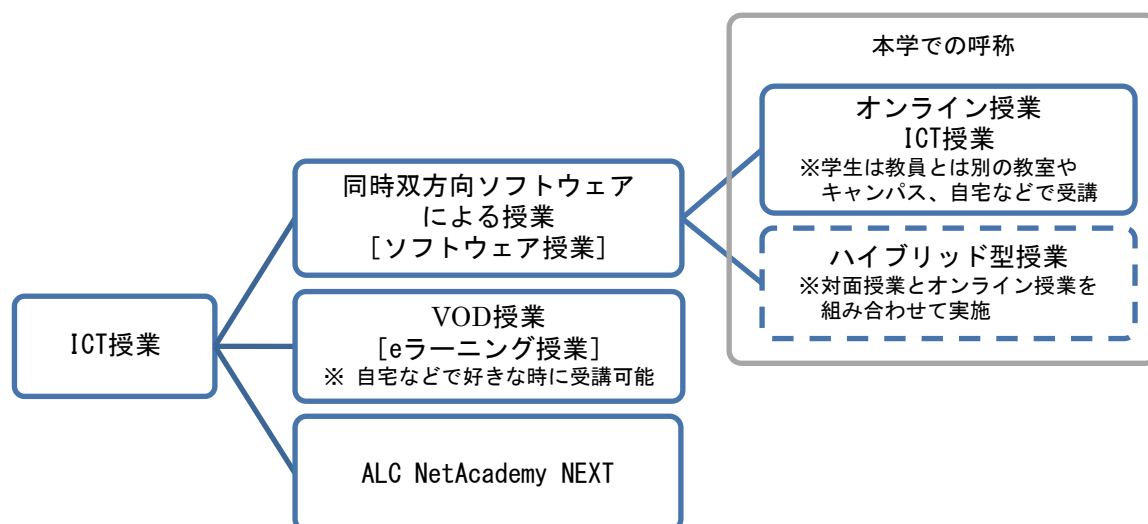 本学での呼称
オンライン授業
ICT授業
※学生は教員とは別の教室や
キャンパス、自宅などで受講
同時双方向ソフトウェア
による授業
[ソフトウェア授業]
ハイブリッド型授業
※対面授業とオンライン授業を
組み合わせて実施
ICT授業
VOD授業
[eラーニング授業]
※ 自宅などで好きな時に受講可能
ALC NetAcademy NEXT